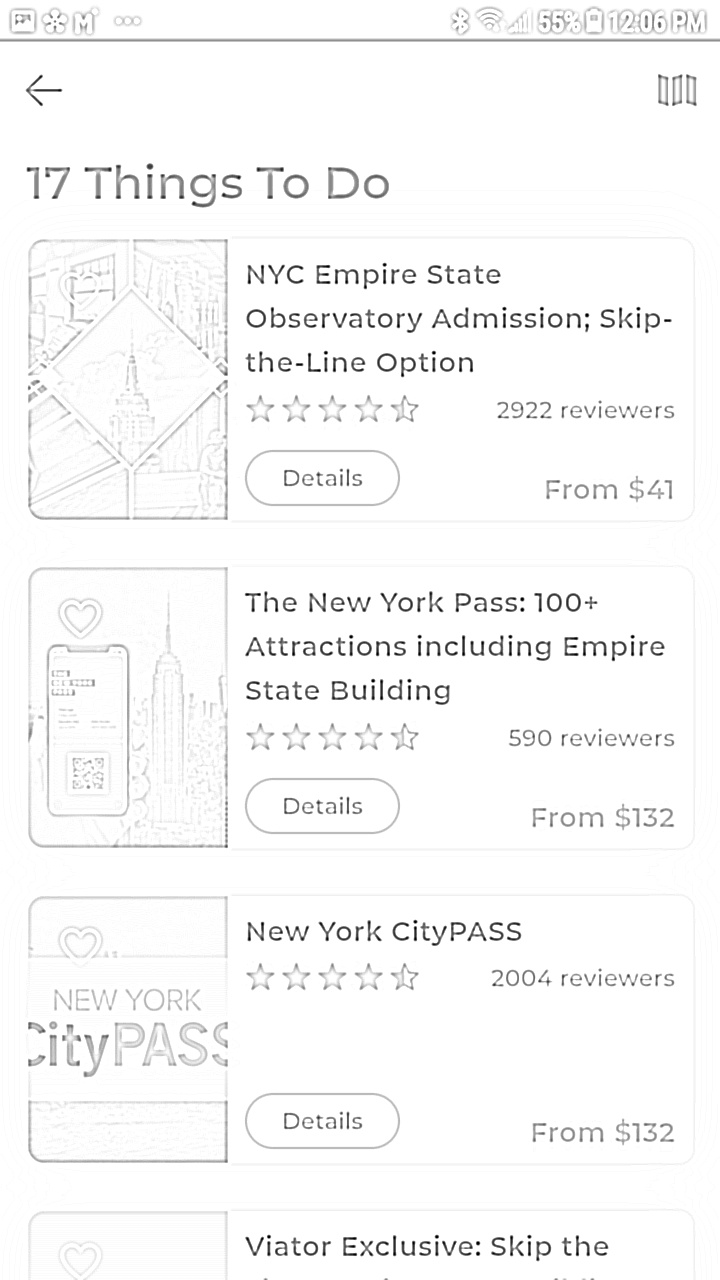 55% 12:06 PM
17 Things To Do
NYC Empire State
Observatory Admission; Skip-
the-Line Option
2922 reviewers
Details
From $41
The New York Pass: 100+
Attractions including Empire
State Building
590 reviewers
Details
From $132
New York CityPASS
2004 reviewers
NEW YORK
CityPASS
Details
From $132
Viator Exclusive: Skip the